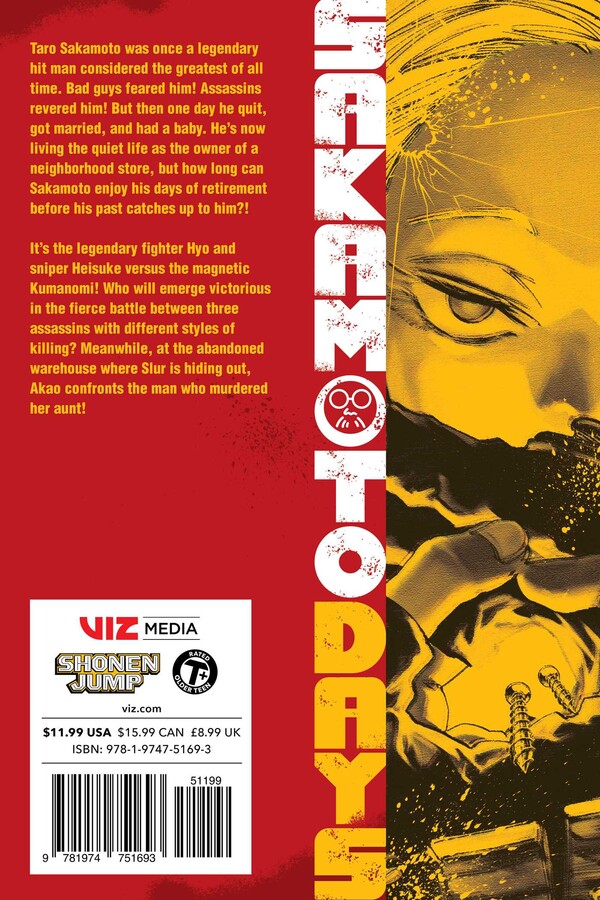 Taro Sakamoto was once a legendary
hit man considered the greatest of all
time. Bad guys feared him! Assassins
revered him! But then one day he quit,
got married, and had a baby. He’s now
living the quiet life as the owner of a
neighborhood store, but how long can
Sakamoto enjoy his days of retirement
before his past catches up to him?!
It’s the legendary fighter Hyo and
sniper Heisuke versus the magnetic
Kumanomi! Who will emerge victorious
in the fierce battle between three
assassins with different styles of
killing? Meanwhile, at the abandoned
warehouse where Slur is hiding out,
Akao confronts the man who murdered
her aunt!
SAKAMOTO DAYS
VIZ MEDIA
SHONEN
JUMP
RATED
T+
OLDER TEEN
viz.com
$11.99 USA $15.99 CAN £8.99 UK
ISBN: 978-1-9747-5169-3
51199
9 781974 751693